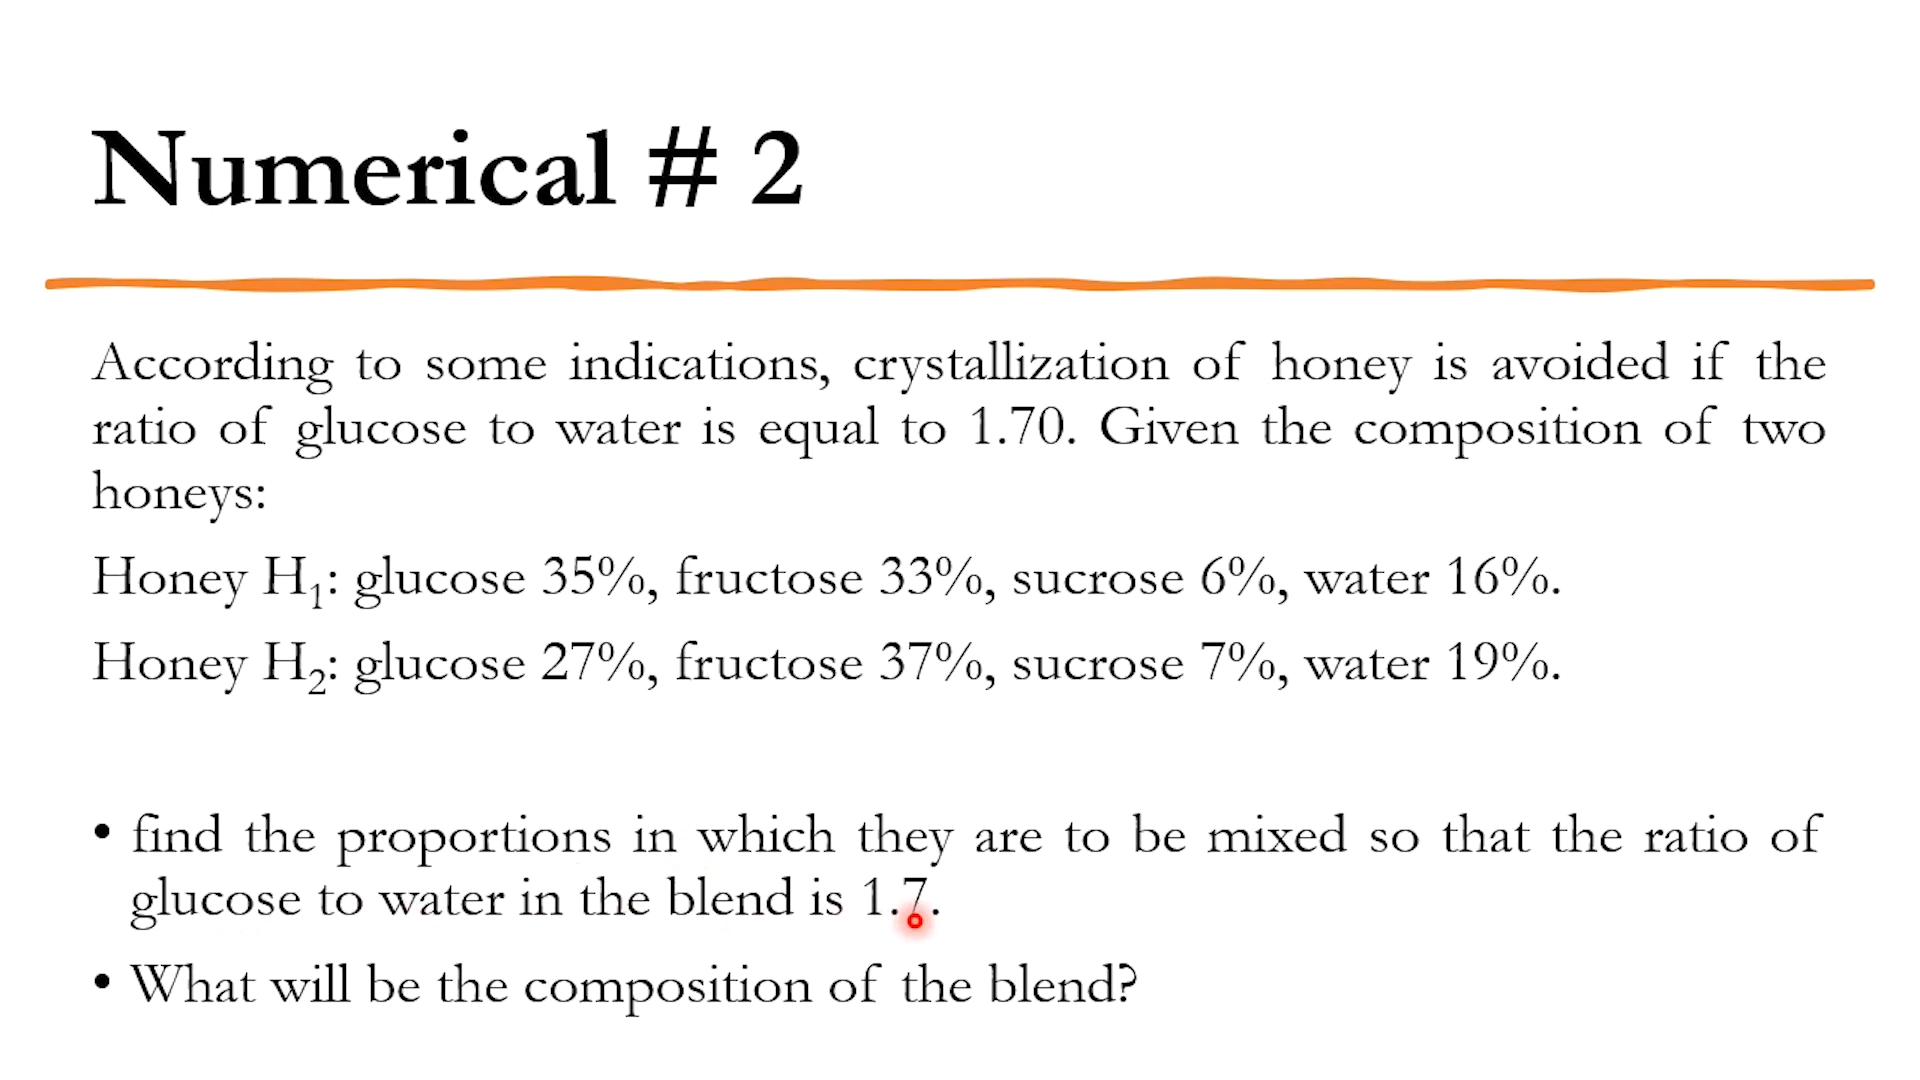 Numerical # 2
According to some indications, crystallization of honey is avoided if the
ratio of glucose to water is equal to 1.70. Given the composition of two
honeys:
Honey H₁: glucose 35%, fructose 33%, sucrose 6%, water 16%.
Honey H₂: glucose 27%, fructose 37%, sucrose 7%, water 19%.
• find the proportions in which they are to be mixed so that the ratio of
glucose to water in the blend is 1.7.
• What will be the composition of the blend?